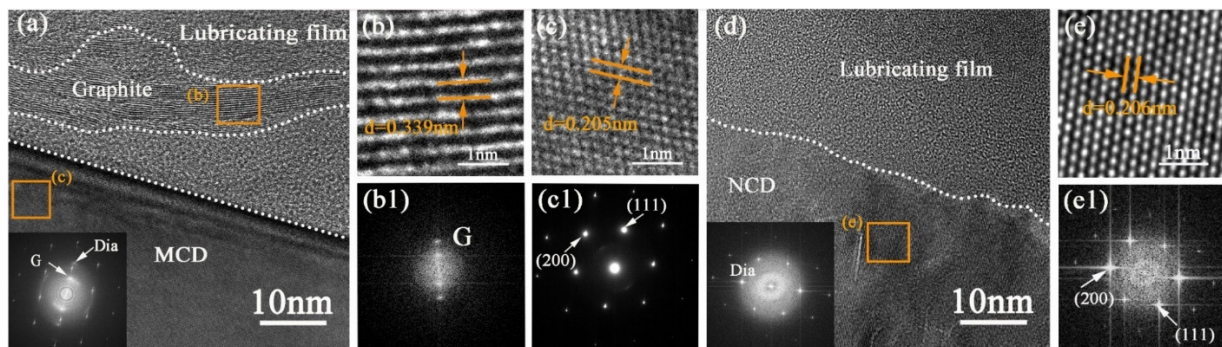 (a)
Lubricating film
Graphite
(b)
(c)
MCD
G
Dia
10nm
(b)
d=0.339nm
1nm
(b1)
G
(c)
d=0.205nm
1nm
(c1)
(111)
(200)
(d)
Lubricating film
NCD
(e)
Dia
10nm
(e)
d=0.206nm
1nm
(e1)
(200)
(111)